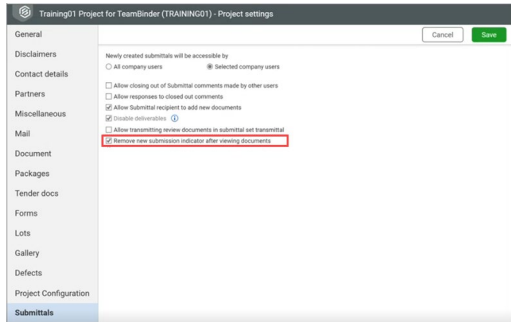 Training01 Project for TeamBinder (TRAINING01) - Project settings
Cancel
Save
General
Disclaimers
Contact details
Partners
Miscellaneous
Mail
Document
Packages
Tender docs
Forms
Lots
Gallery
Defects
Project Configuration
Submittals
Newly created submittals will be accessible by
All company users
Selected company users
Allow closing out of Submittal comments made by other users
Allow responses to closed out comments
Allow Submittal recipient to add new documents
Disable deliverables
Allow transmitting review documents in submittal set transmittal
Remove new submission indicator after viewing documents